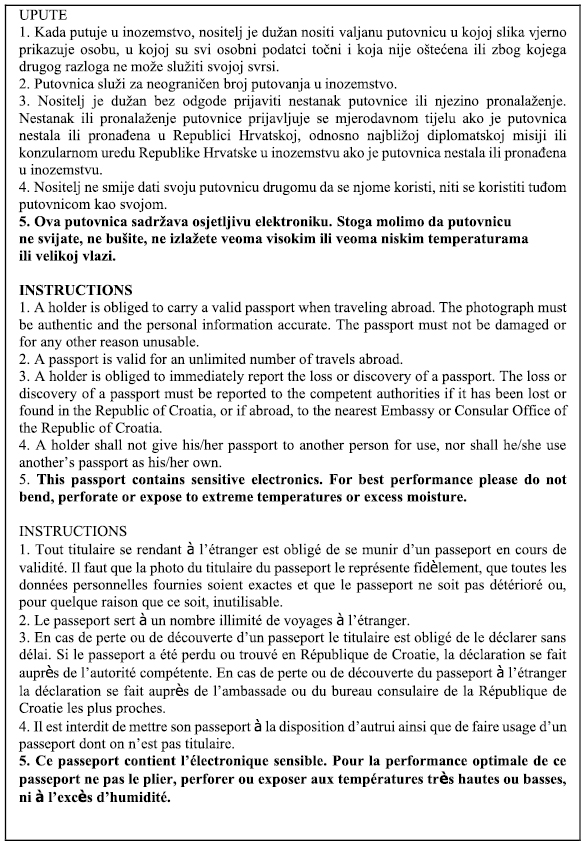 UPUTE
1. Kada putuje u inozemstvo, nositelj je dužan nositi valjanu putovnicu u kojoj slika vjerno
prikazuje osobu, u kojoj su svi osobni podatci točni i koja nije oštećena ili zbog kojega
drugog razloga ne može služiti svojoj svrsi.
2. Putovnica služi za neograničen broj putovanja u inozemstvo.
3. Nositelj je dužan bez odgode prijaviti nestanak putovnice ili njezino pronalaženje.
Nestanak ili pronalaženje putovnice prijavljuje se mjerodavnom tijelu ako je putovnica
nestala ili pronađena u Republici Hrvatskoj, odnosno najbližoj diplomatskoj misiji ili
konzularnom uredu Republike Hrvatske u inozemstvu ako je putovnica nestala ili pronađena
u inozemstvu.
4. Nositelj ne smije dati svoju putovnicu drugomu da se njome koristi, niti se koristiti tuđom
putovnicom kao svojom.
5. Ova putovnica sadržava osjetljivu elektroniku. Stoga molimo da putovnicu
ne svijate, ne bušite, ne izlažete veoma visokim ili veoma niskim temperaturama
ili velikoj vlazi.
INSTRUCTIONS
1. A holder is obliged to carry a valid passport when traveling abroad. The photograph must
be authentic and the personal information accurate. The passport must not be damaged or
for any other reason unusable.
2. A passport is valid for an unlimited number of travels abroad.
3. A holder is obliged to immediately report the loss or discovery of a passport. The loss or
discovery of a passport must be reported to the competent authorities if it has been lost or
found in the Republic of Croatia, or if abroad, to the nearest Embassy or Consular Office of
the Republic of Croatia.
4. A holder shall not give his/her passport to another person for use, nor shall he/she use
another's passport as his/her own.
5. This passport contains sensitive electronics. For best performance please do not
bend, perforate or expose to extreme temperatures or excess moisture.
INSTRUCTIONS
1. Tout titulaire se rendant à l'étranger est obligé de se munir d'un passeport en cours de
validité. Il faut que la photo du titulaire du passeport le représente fidèlement, que toutes les
données personnelles fournies soient exactes et que le passeport ne soit pas détérioré ou,
pour quelque raison que ce soit, inutilisable.
2. Le passeport sert à un nombre illimité de voyages à l'étranger.
3. En cas de perte ou de découverte d'un passeport le titulaire est obligé de le déclarer sans
délai. Si le passeport a été perdu ou trouvé en République de Croatie, la déclaration se fait
auprès de l'autorité compétente. En cas de perte ou de découverte du passeport à l'étranger
la déclaration se fait auprès de l'ambassade ou du bureau consulaire de la République de
Croatie les plus proches.
4. Il est interdit de mettre son passeport à la disposition d'autrui ainsi que de faire usage d'un
passeport dont on n'est pas titulaire.
5. Ce passeport contient l'électronique sensible. Pour la performance optimale de ce
passeport ne pas le plier, perforer ou exposer aux températures très hautes ou basses,
ni à l'excès d'humidité.